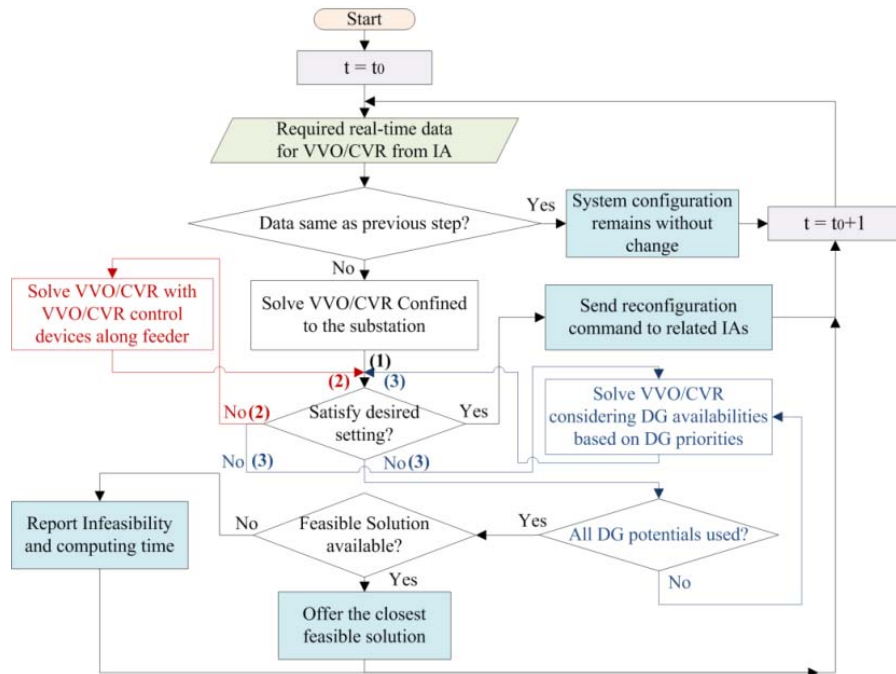 Start
t = t0
Required real-time data
for VVO/CVR from IA
Data same as previous step?
Yes
System configuration
remains without
change
t = t0+1
No
Solve VVO/CVR with
VVO/CVR control
devices along feeder
Solve VVO/CVR Confined
to the substation
Send reconfiguration
command to related IAs
(1)
(2)
(3)
No(2)
Satisfy desired
setting?
Yes
Solve VVO/CVR
considering DG availabilities
based on DG priorities
No (3)
No(3)
Report Infeasibility
and computing time
No
Feasible Solution
available?
Yes
All DG potentials used?
No
Yes
Offer the closest
feasible solution